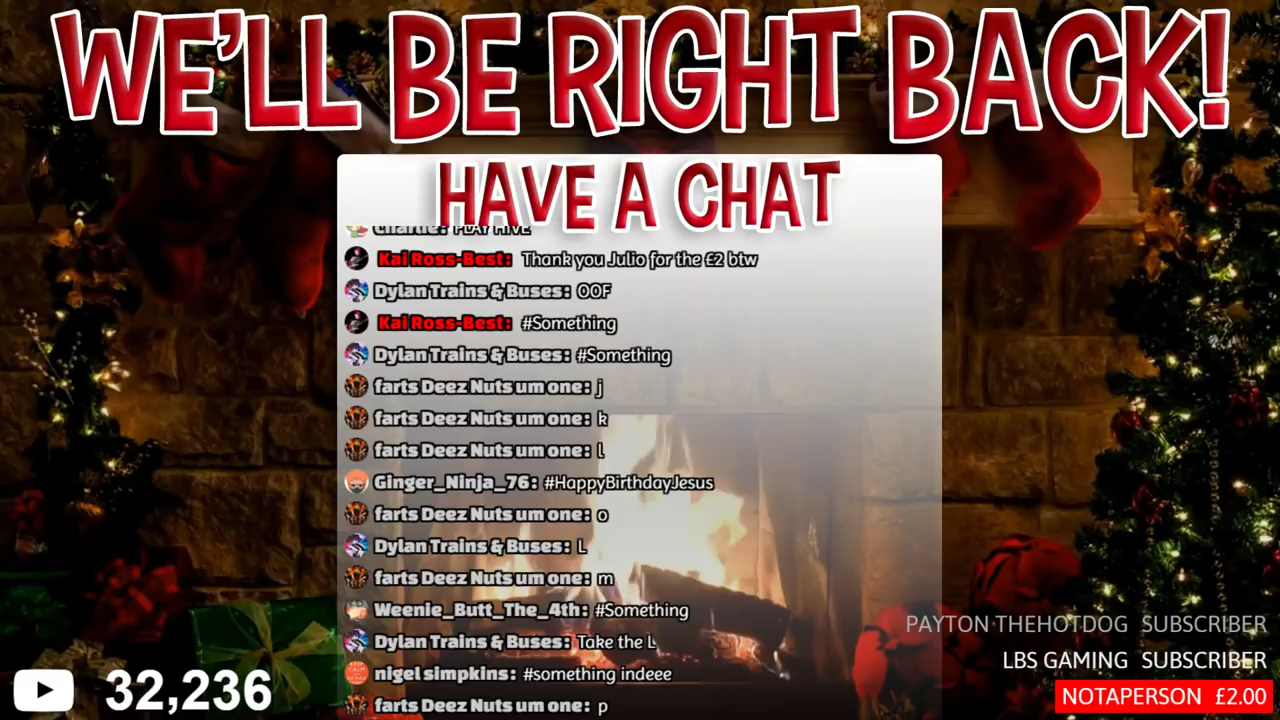 WE'LL BE RIGHT BACK!
HAVE A CHAT
Charlie: PLAY HIVE
Kai Ross-Best: Thank you Julio for the £2 btw
Dylan Trains & Buses: OOF
Kai Ross-Best: #Something
Dylan Trains & Buses: #Something
farts Deez Nuts um one: j
farts Deez Nuts um one: k
farts Deez Nuts um one: l
Ginger_Ninja_76: #HappyBirthdayJesus
farts Deez Nuts um one: o
Dylan Trains & Buses: L
farts Deez Nuts um one: m
Weenie_Butt_The_4th: #Something
Dylan Trains & Buses: Take the L
nigel simpkins: #something indeee
farts Deez Nuts um one: p
PAYTON THEHOTDOG SUBSCRIBER
LBS GAMING SUBSCRIBER
NOTAPERSON £2.00
32,236